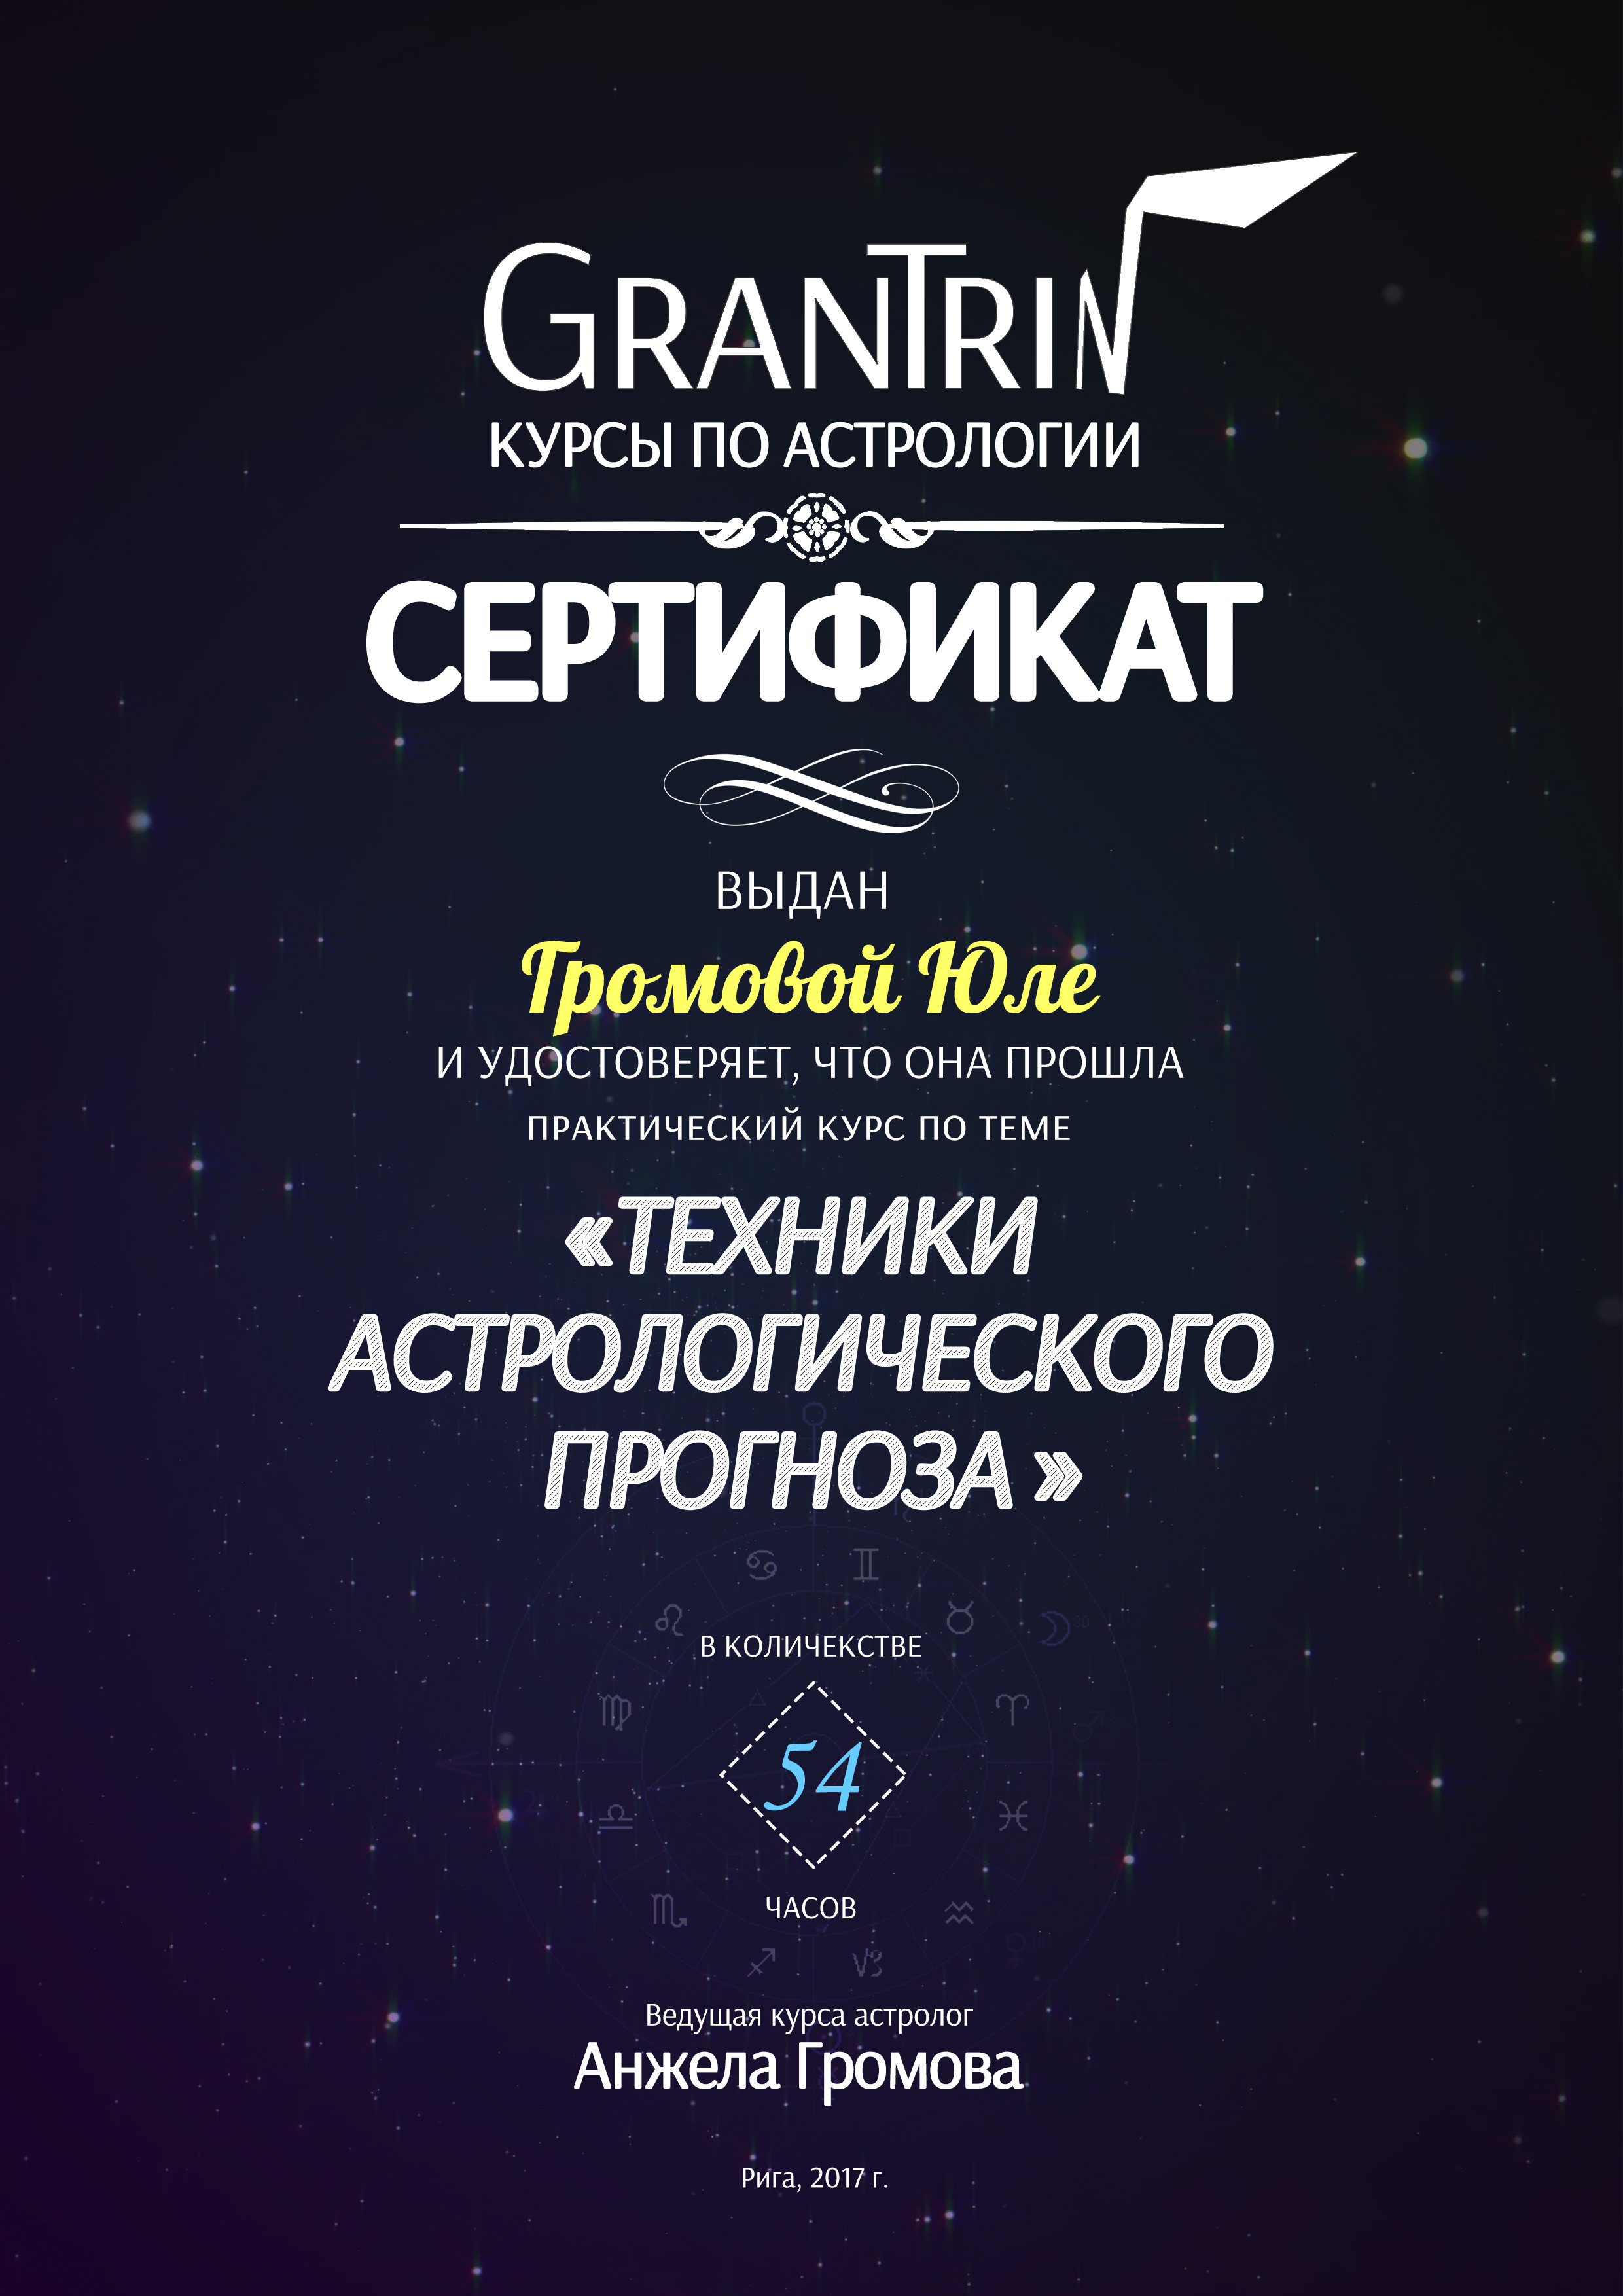 GRANTRIN
КУРСЫ ПО АСТРОЛОГИИ
СЕРТИФИКАТ
ВЫДАН
Громовой Юле
И УДОСТОВЕРЯЕТ, ЧТО ОНА ПРОШЛА
ПРАКТИЧЕСКИЙ КУРС ПО ТЕМЕ
«ТЕХНИКИ
АСТРОЛОГИЧЕСКОГО
ПРОГНОЗА »
В КОЛИЧЕКСТВЕ
54
ЧАСОВ
Ведущая курса астролог
Анжела Громова
Рига, 2017 г.